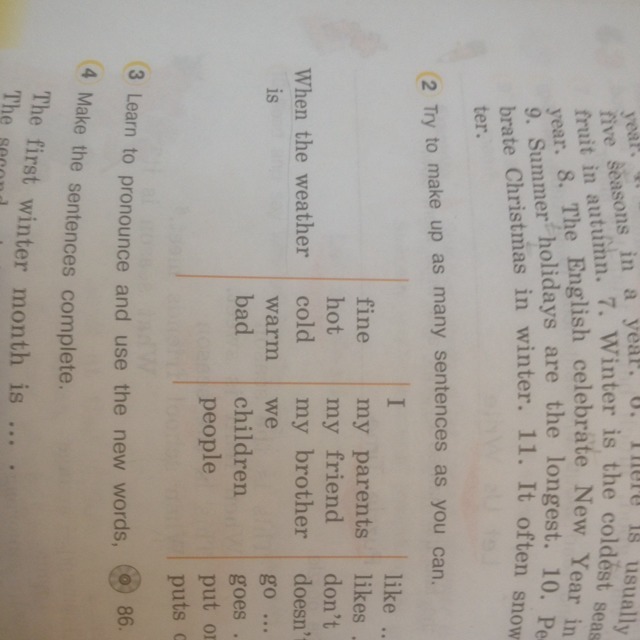 five seasons in a year. 6. There is usually
fruit in autumn. 7. Winter is the coldest
year. 8. The English celebrate New Year in
9. Summer holidays are the longest. 10.
brate Christmas in winter. 11. It often snow
ter.
2 Try to make up as many sentences as you can.
I like ..
fine my parents likes .
hot my friend don't
When the weather cold my brother doesn'
is warm we go ...
bad children goes .
people put
puts
3 Learn to pronounce and use the new words, 86.
4 Make the sentences complete.
The first winter month is ... .
The second